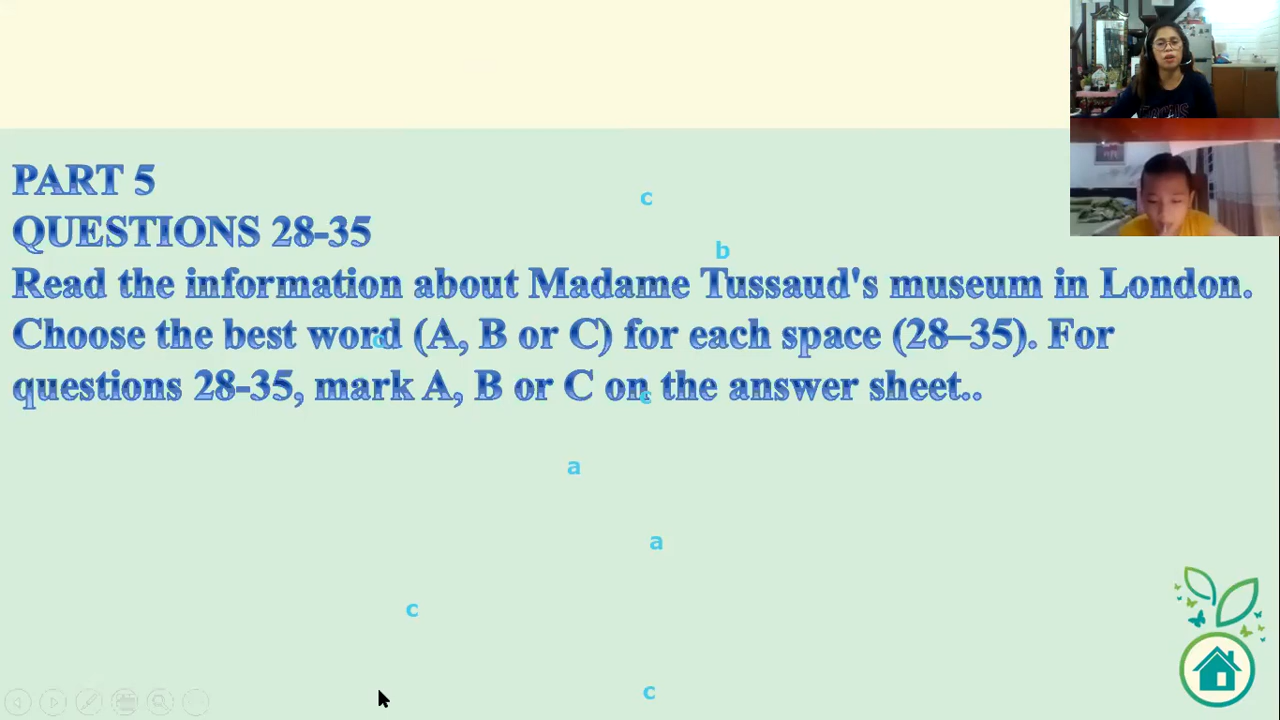 c
PART 5
QUESTIONS 28-35
b
Read the information about Madame Tussaud's museum in London.
Choose the best word (A, B or C) for each space (28–35). For
c
questions 28-35, mark A, B or C on the answer sheet..
c
a
a
c
c